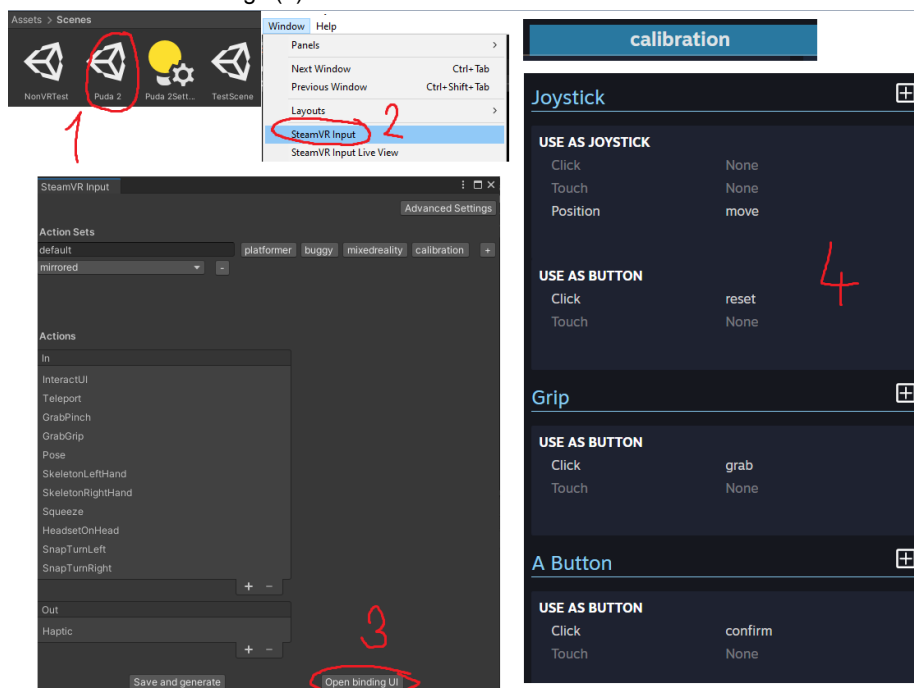 Assets > Scenes
NonVRTest
Puda 2
Puda 2Sett...
TestScene
1
Window Help
Panels >
Next Window Ctrl+Tab
Previous Window Ctrl+Shift+Tab
Layouts >
SteamVR Input
SteamVR Input Live View
2
SteamVR Input
Advanced Settings
Action Sets
default platformer buggy mixedreality calibration +
mirrored -
Actions
In
InteractUI
Teleport
GrabPinch
GrabGrip
Pose
SkeletonLeftHand
SkeletonRightHand
Squeeze
HeadsetOnHead
SnapTurnLeft
SnapTurnRight
+ -
Out
Haptic
+ -
3
Save and generate Open binding UI
calibration
Joystick
USE AS JOYSTICK
Click None
Touch None
Position move
USE AS BUTTON
Click reset
Touch None
4
Grip
USE AS BUTTON
Click grab
Touch None
A Button
USE AS BUTTON
Click confirm
Touch None